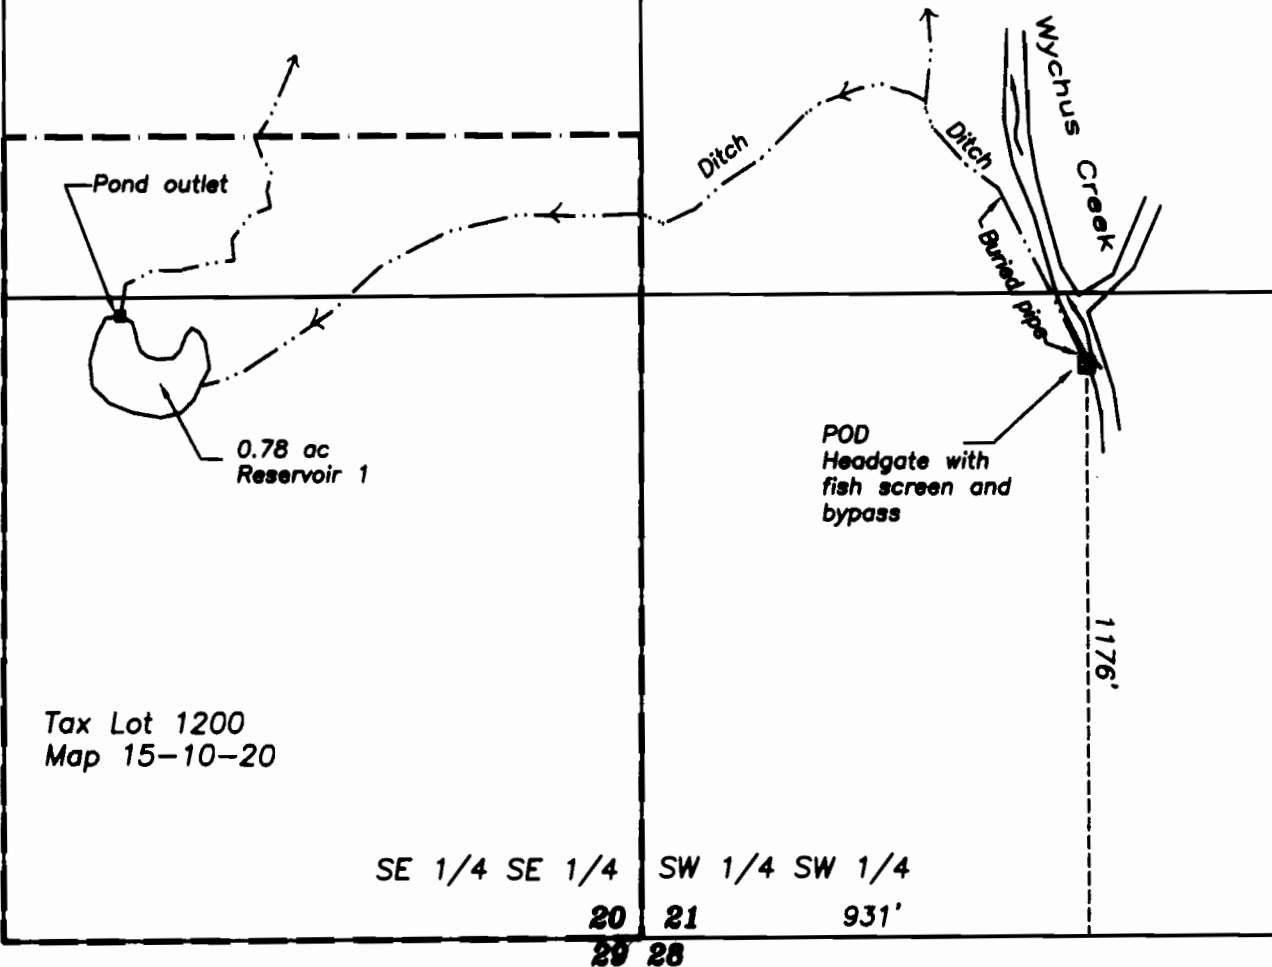 Wychus Creek
Ditch
Ditch
Pond outlet
Buried pipe
0.78 ac
Reservoir 1
POD
Headgate with
fish screen and
bypass
1176'
Tax Lot 1200
Map 15-10-20
SE 1/4 SE 1/4
SW 1/4 SW 1/4
20
21
931'
29
28